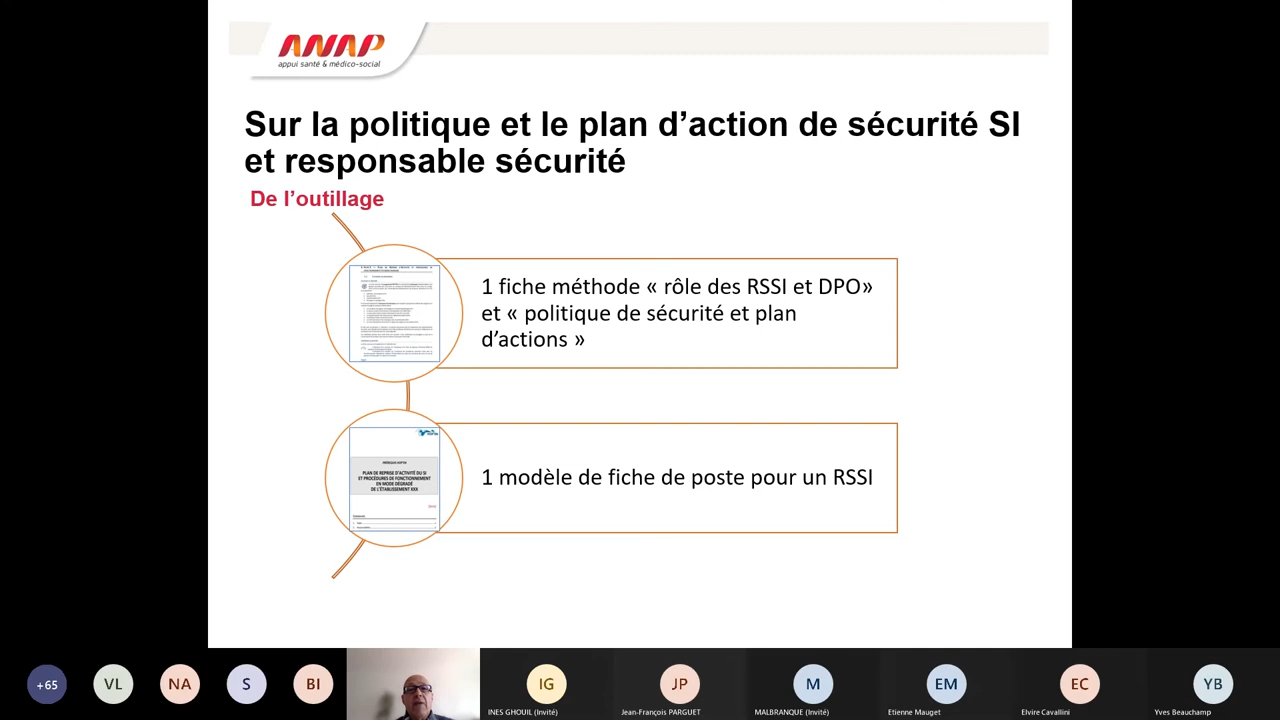 ANAP
appui santé & médico-social
Sur la politique et le plan d’action de sécurité SI
et responsable sécurité
De l’outillage
1 fiche méthode « rôle des RSSI et DPO»
et « politique de sécurité et plan
d’actions »
PLAN DE REPRISE D’ACTIVITÉ DU SI
ET PROCÉDURES DE FONCTIONNEMENT
EN MODE DÉGRADÉ
DE L’ÉTABLISSEMENT XXX
1 modèle de fiche de poste pour un RSSI
+65
VL
NA
S
BI
IG
JP
M
EM
EC
YB
INES GHOUIL (Invité)
Jean-François PARGUET
MALBRANQUE (Invité)
Etienne Mauget
Elvire Cavallini
Yves Beauchamp